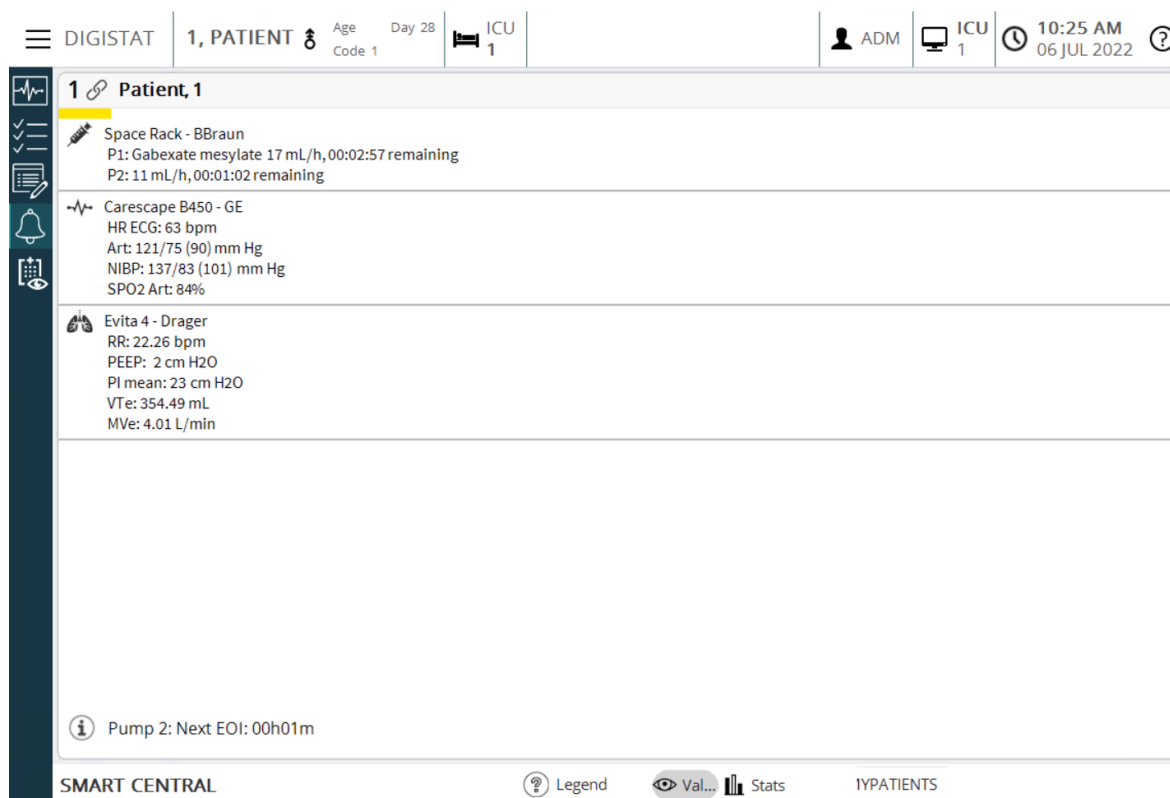 DIGISTAT
1, PATIENT
Age Day 28
Code 1
ICU
1
ADM
ICU
1
10:25 AM
06 JUL 2022
?
1 Patient, 1
Space Rack - BBraun
P1: Gabexate mesylate 17 mL/h, 00:02:57 remaining
P2: 11 mL/h, 00:01:02 remaining
Carescape B450 - GE
HR ECG: 63 bpm
Art: 121/75 (90) mm Hg
NIBP: 137/83 (101) mm Hg
SPO2 Art: 84%
Evita 4 - Drager
RR: 22.26 bpm
PEEP: 2 cm H2O
PI mean: 23 cm H2O
VTe: 354.49 mL
MVe: 4.01 L/min
Pump 2: Next EOI: 00h01m
SMART CENTRAL
? Legend
Val...
Stats
1YPATIENTS